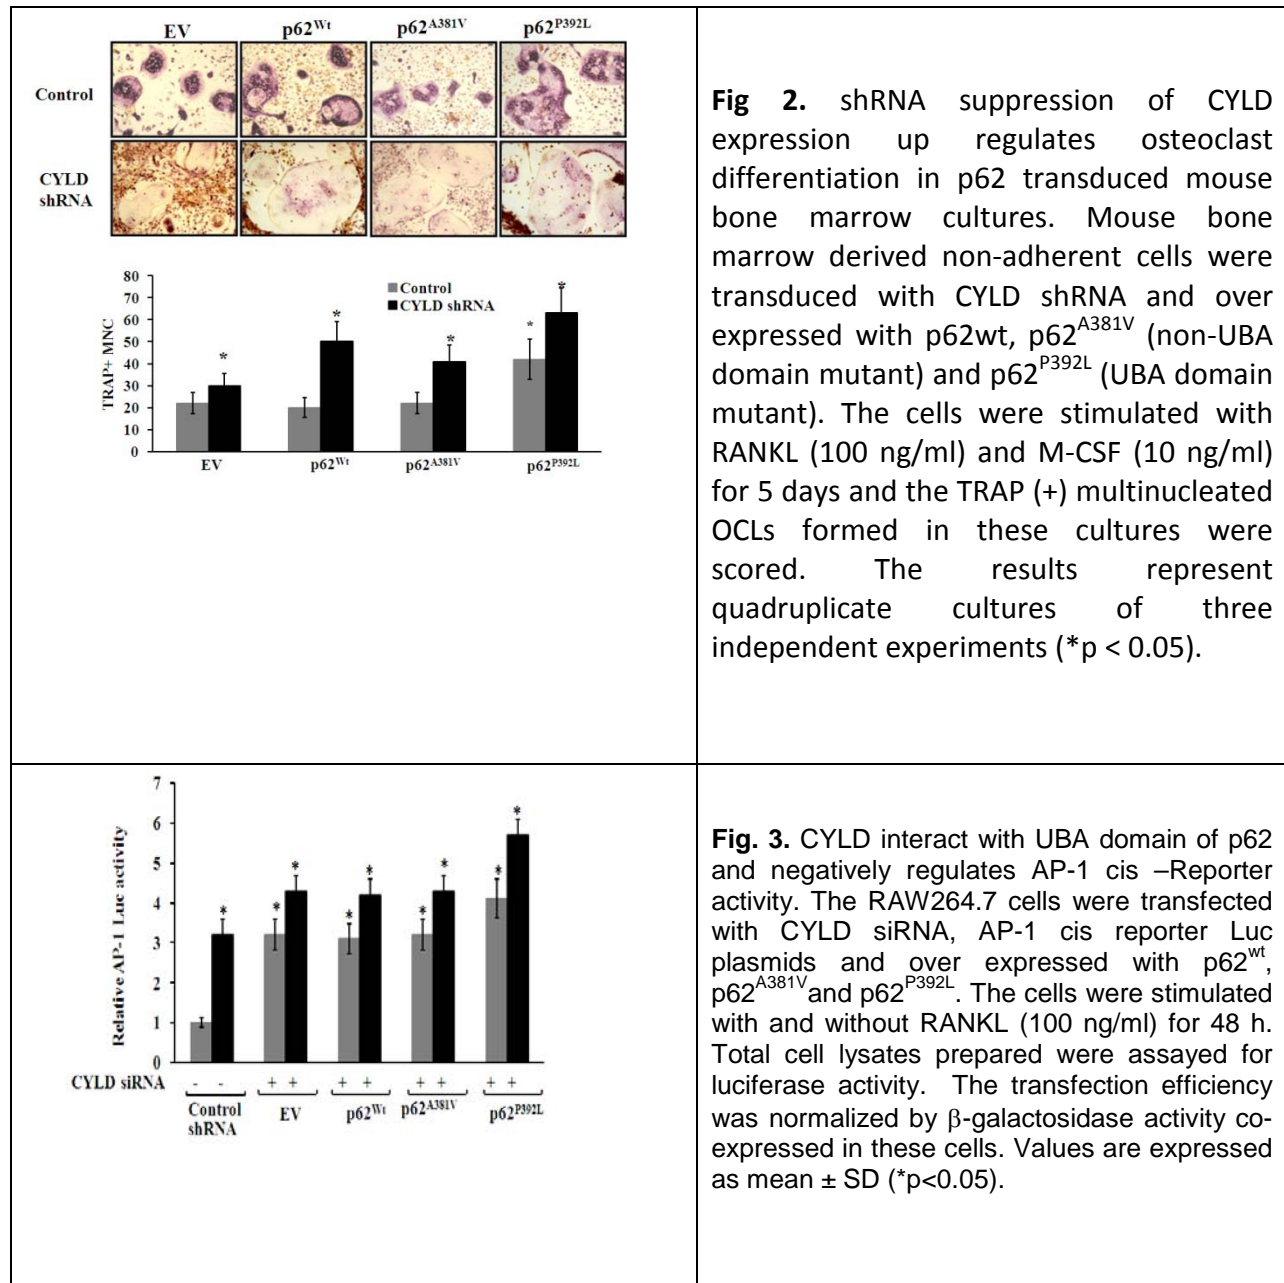 EV p62Wt p62A381V p62P392L
Control
CYLD
shRNA
80
70
60
50
40
30
20
10
0
TRAP+ MNC
Control
CYLD shRNA
* * * * *
EV p62Wt p62A381V p62P392L
Fig 2. shRNA suppression of CYLD
expression up regulates osteoclast
differentiation in p62 transduced mouse
bone marrow cultures. Mouse bone
marrow derived non-adherent cells were
transduced with CYLD shRNA and over
expressed with p62wt, p62A381V (non-UBA
domain mutant) and p62P392L (UBA domain
mutant). The cells were stimulated with
RANKL (100 ng/ml) and M-CSF (10 ng/ml)
for 5 days and the TRAP (+) multinucleated
OCLs formed in these cultures were
scored. The results represent
quadruplicate cultures of three
independent experiments (*p < 0.05).
7
6
5
4
3
2
1
0
Relative AP-1 Luc activity
* * * * * * * * *
CYLD siRNA - - + + + + + + + +
Control
shRNA
EV p62Wt p62A381V p62P392L
Fig. 3. CYLD interact with UBA domain of p62
and negatively regulates AP-1 cis –Reporter
activity. The RAW264.7 cells were transfected
with CYLD siRNA, AP-1 cis reporter Luc
plasmids and over expressed with p62wt,
p62A381Vand p62P392L. The cells were stimulated
with and without RANKL (100 ng/ml) for 48 h.
Total cell lysates prepared were assayed for
luciferase activity. The transfection efficiency
was normalized by β-galactosidase activity co-
expressed in these cells. Values are expressed
as mean ± SD (*p<0.05).